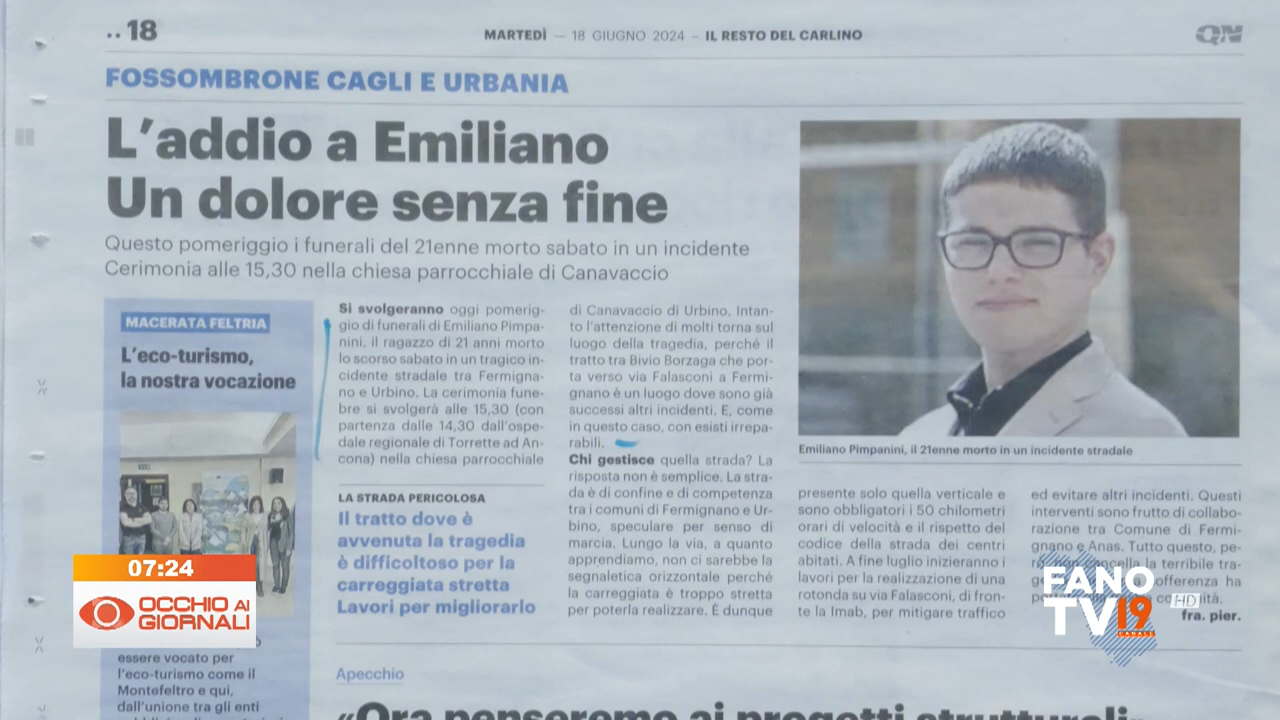 ..18
MARTEDÌ — 18 GIUGNO 2024 – IL RESTO DEL CARLINO
QN
FOSSOMBRONE CAGLI E URBANIA
L'addio a Emiliano
Un dolore senza fine
Questo pomeriggio i funerali del 21enne morto sabato in un incidente
Cerimonia alle 15,30 nella chiesa parrocchiale di Canavaccio
MACERATA FELTRIA
L'eco-turismo,
la nostra vocazione
essere vocato per
l'eco-turismo come il
Montefeltro e qui,
dall'unione tra gli enti
Si svolgeranno oggi pomerig-
gio di funerali di Emiliano Pimpa-
nini, il ragazzo di 21 anni morto
lo scorso sabato in un tragico in-
cidente stradale tra Fermigna-
no e Urbino. La cerimonia fune-
bre si svolgerà alle 15,30 (con
partenza dalle 14,30 dall'ospe-
dale regionale di Torrette ad An-
cona) nella chiesa parrocchiale
LA STRADA PERICOLOSA
Il tratto dove è
avvenuta la tragedia
è difficoltoso per la
carreggiata stretta
Lavori per migliorarlo
di Canavaccio di Urbino. Intan-
to l'attenzione di molti torna sul
luogo della tragedia, perché il
tratto tra Bivio Borzaga che por-
ta verso via Falasconi a Fermi-
gnano è un luogo dove sono già
successi altri incidenti. E, come
in questo caso, con esisti irrepa-
rabili.
Chi gestisce quella strada? La
risposta non è semplice. La stra-
da è di confine e di competenza
tra i comuni di Fermignano e Ur-
bino, speculare per senso di
marcia. Lungo la via, a quanto
apprendiamo, non ci sarebbe la
segnaletica orizzontale perché
la carreggiata è troppo stretta
per poterla realizzare. È dunque
Emiliano Pimpanini, il 21enne morto in un incidente stradale
presente solo quella verticale e
sono obbligatori i 50 chilometri
orari di velocità e il rispetto del
codice della strada dei centri
abitati. A fine luglio inizieranno i
lavori per la realizzazione di una
rotonda su via Falasconi, di fron-
te la Imab, per mitigare traffico
ed evitare altri incidenti. Questi
interventi sono frutto di collabo-
razione tra Comune di Fermi-
gnano e Anas. Tutto questo, pe-
cancella la terribile tra-
offerenza ha
fra. pier.
Apecchio
«Ora penseremo ai progetti strutturali»
07:24
OCCHIO AI
GIORNALI
FANO
TV19 HD
CANALE